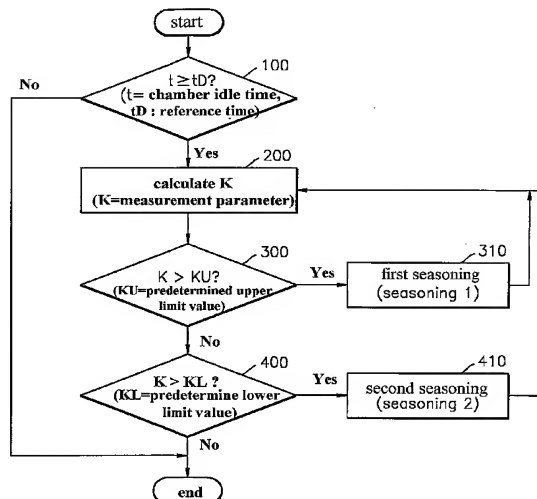 start
100
t ≥ tD?
(t= chamber idle time,
tD : reference time)
No
Yes
200
calculate K
(K=measurement parameter)
300
K > KU?
(KU=predetermined upper
limit value)
Yes
310
first seasoning
(seasoning 1)
No
400
K > KL ?
(KL=predetermine lower
limit value)
Yes
410
second seasoning
(seasoning 2)
No
end